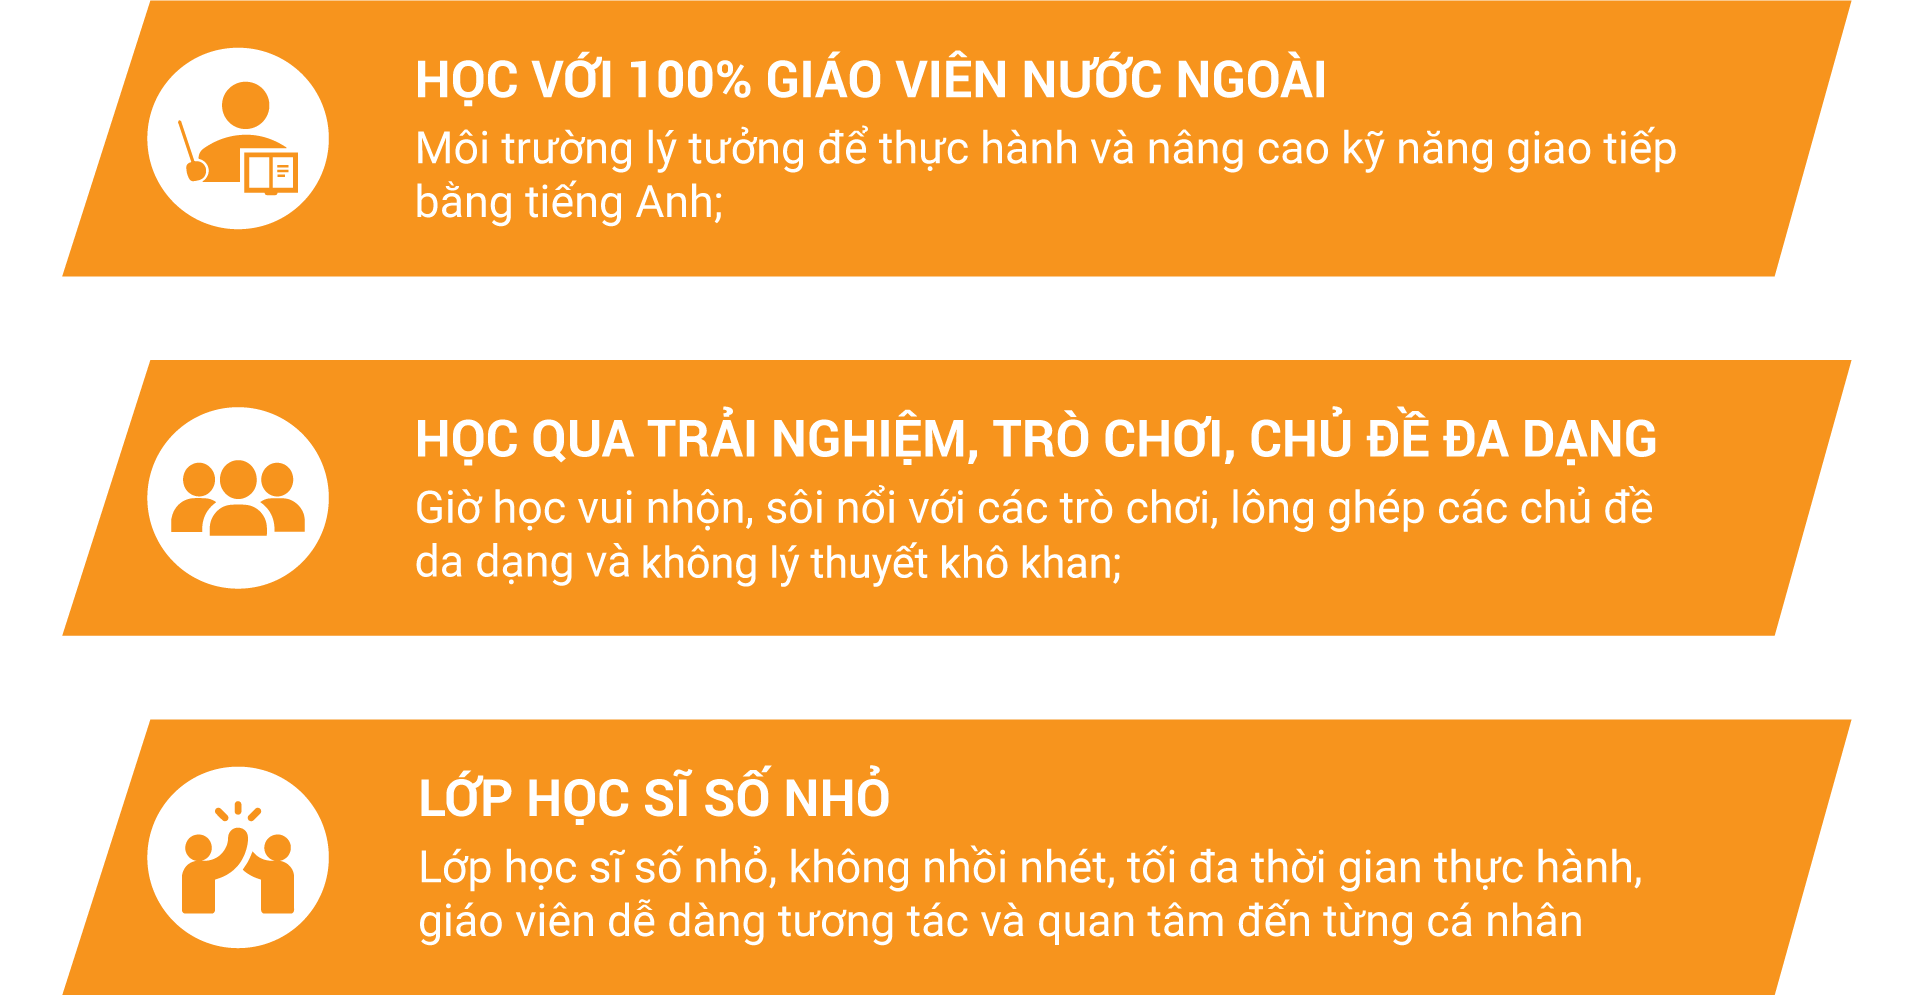 HỌC VỚI 100% GIÁO VIÊN NƯỚC NGOÀI
Môi trường lý tưởng để thực hành và nâng cao kỹ năng giao tiếp
bằng tiếng Anh;
HỌC QUA TRẢI NGHIỆM, TRÒ CHƠI, CHỦ ĐỀ ĐA DẠNG
Giờ học vui nhộn, sôi nổi với các trò chơi, lông ghép các chủ đề
da dạng và không lý thuyết khô khan;
LỚP HỌC SĨ SỐ NHỎ
Lớp học sĩ số nhỏ, không nhồi nhét, tối đa thời gian thực hành,
giáo viên dễ dàng tương tác và quan tâm đến từng cá nhân